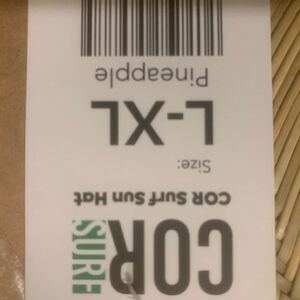 COR
SURF
COR Surf Sun Hat
Size:
L-XL
Pineapple